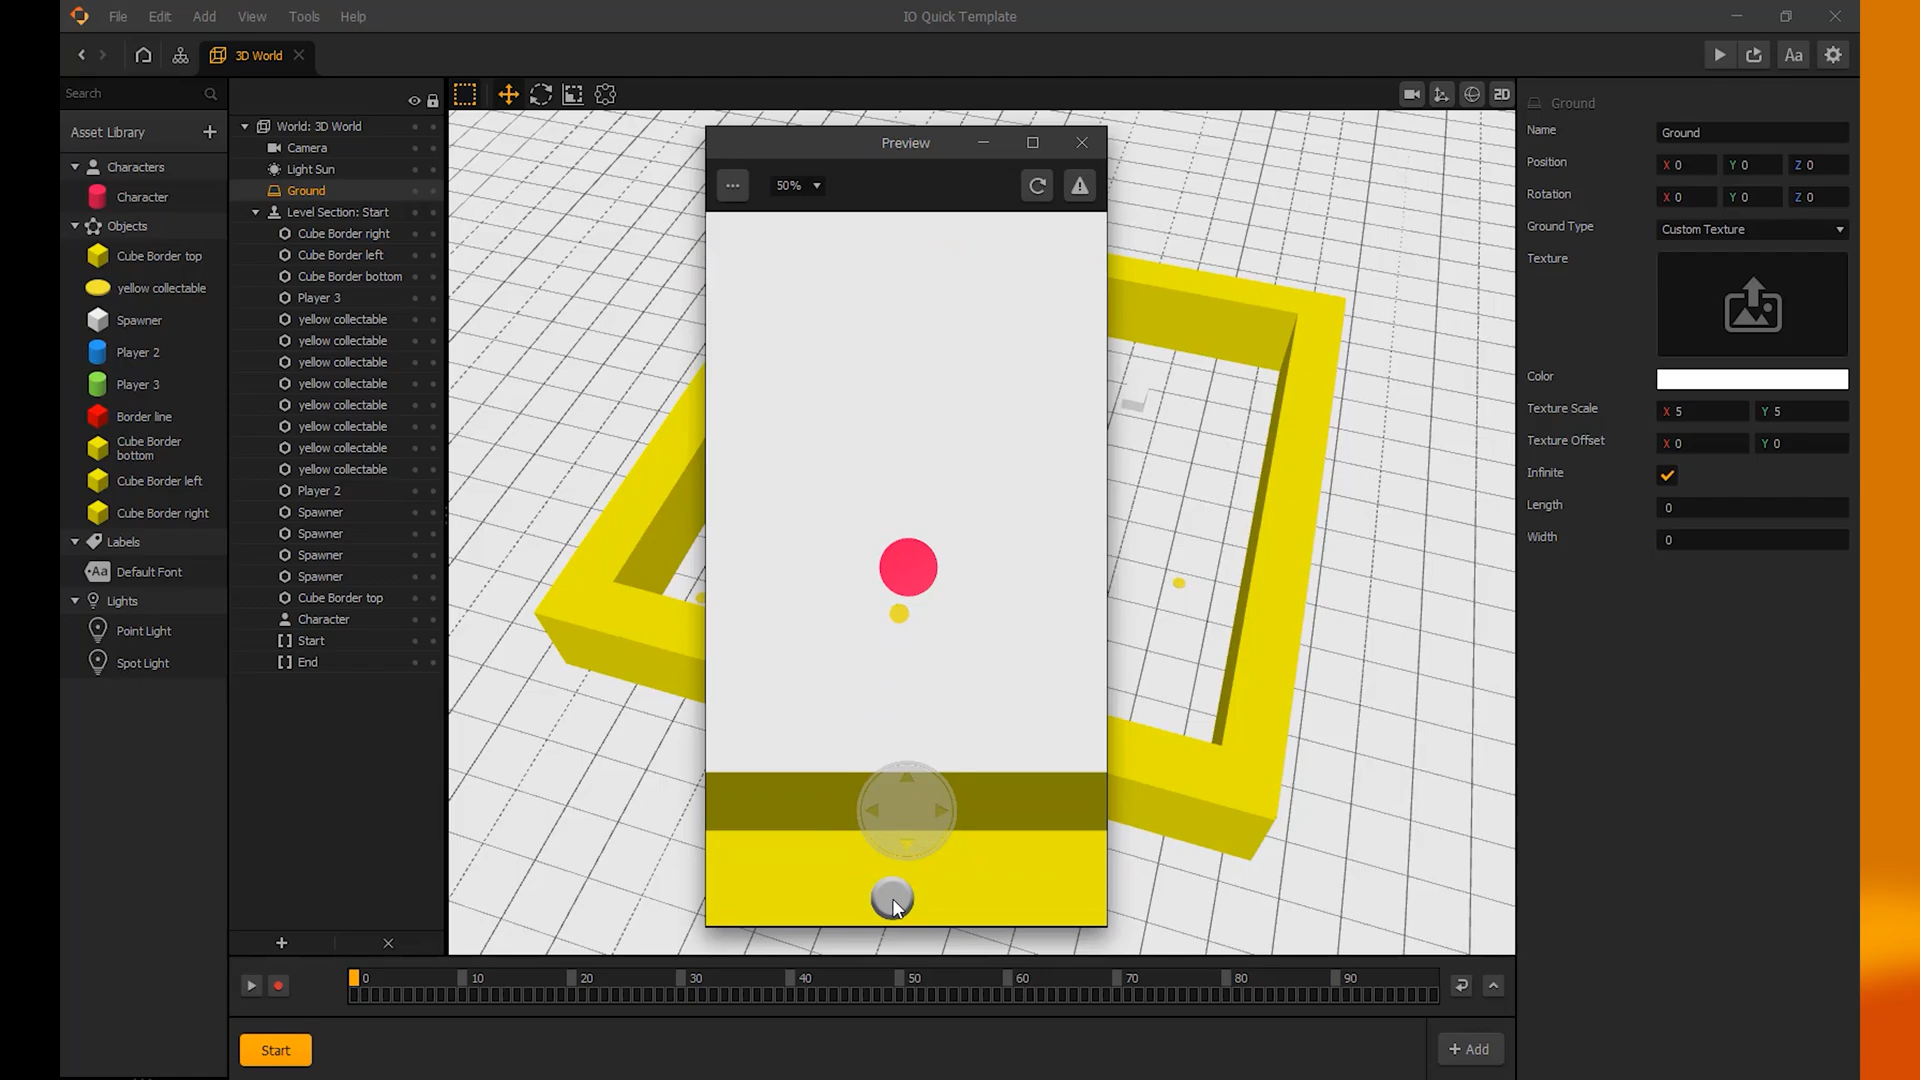 File Edit Add View Tools Help
IO Quick Template
3D World
Aa
Search
Asset Library
Characters
Character
Objects
Cube Border top
yellow collectable
Spawner
Player 2
Player 3
Border line
Cube Border
bottom
Cube Border left
Cube Border right
Labels
Aa Default Font
Lights
Point Light
Spot Light
World: 3D World
Camera
Light Sun
Ground
Level Section: Start
Cube Border right
Cube Border left
Cube Border bottom
Player 3
yellow collectable
yellow collectable
yellow collectable
yellow collectable
yellow collectable
yellow collectable
yellow collectable
yellow collectable
Player 2
Spawner
Spawner
Spawner
Spawner
Cube Border top
Character
Start
End
2D
Preview
50%
Ground
Name Ground
Position X 0 Y 0 Z 0
Rotation X 0 Y 0 Z 0
Ground Type Custom Texture
Texture
Color
Texture Scale X 5 Y 5
Texture Offset X 0 Y 0
Infinite
Length 0
Width 0
0 10 20 30 40 50 60 70 80 90
Start
+ Add